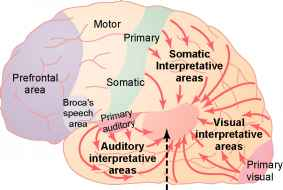 Motor
Primary
Somatic
Interpretative
areas
Prefrontal
area
Somatic
Broca's
speech
area
Primary
auditory
Visual
interpretative
areas
Auditory
interpretative
areas
Primary
visual